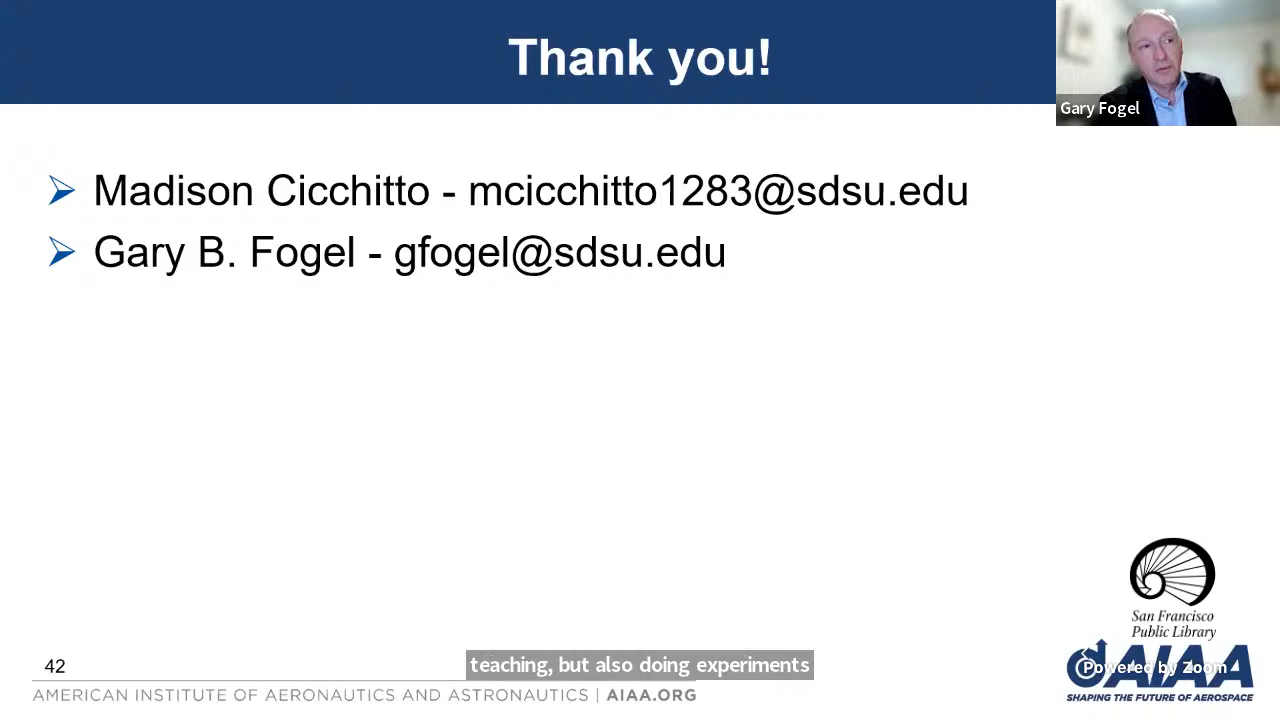 Thank you!
Gary Fogel
Madison Cicchitto - mcicchitto1283@sdsu.edu
Gary B. Fogel - gfogel@sdsu.edu
San Francisco
Public Library
AIAA
Powered by Zoom
SHAPING THE FUTURE OF AEROSPACE
teaching, but also doing experiments
42
AMERICAN INSTITUTE OF AERONAUTICS AND ASTRONAUTICS | AIAA.ORG